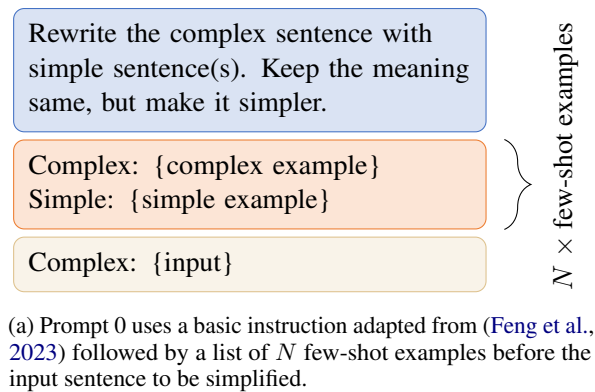 Rewrite the complex sentence with
simple sentence(s). Keep the meaning
same, but make it simpler.
Complex: {complex example}
Simple: {simple example}
Complex: {input}
N × few-shot examples
(a) Prompt 0 uses a basic instruction adapted from (Feng et al.,
2023) followed by a list of N few-shot examples before the
input sentence to be simplified.